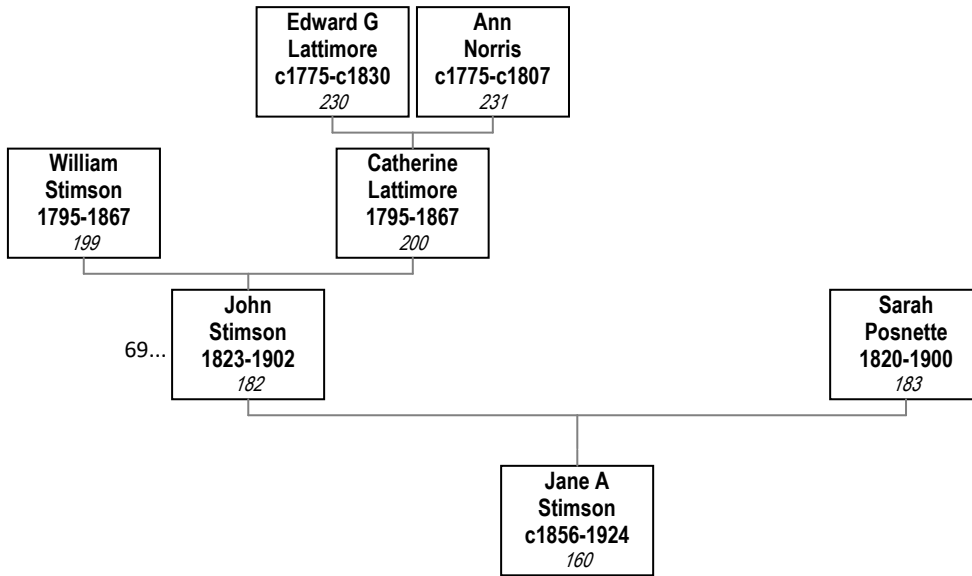 Edward G
Lattimore
c1775-c1830
230
Ann
Norris
c1775-c1807
231
William
Stimson
1795-1867
199
Catherine
Lattimore
1795-1867
200
69...
John
Stimson
1823-1902
182
Sarah
Posnette
1820-1900
183
Jane A
Stimson
c1856-1924
160